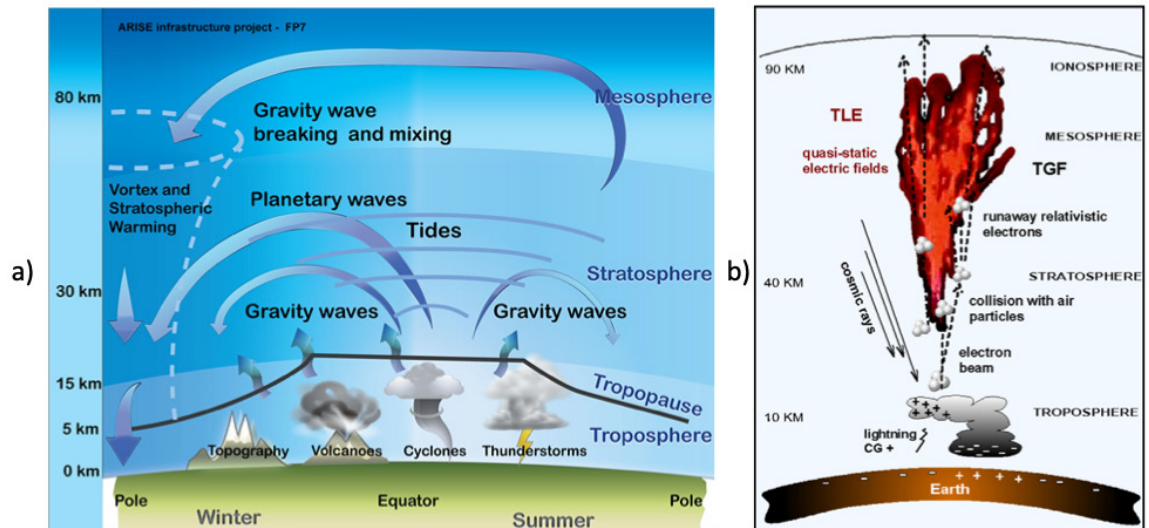 a)
ARISE infrastructure project - FP7
80 km
Mesosphere
Gravity wave
breaking and mixing
Vortex and
Stratospheric
Warming
Planetary waves
Tides
30 km
Stratosphere
Gravity waves
Gravity waves
15 km
Tropopause
5 km
Troposphere
Topography
Volcanoes
Cyclones
Thunderstorms
0 km
Pole
Equator
Pole
Winter
Summer
b)
90 KM
IONOSPHERE
TLE
MESOSPHERE
quasi-static
electric fields
TGF
runaway relativistic
electrons
cosmic rays
40 KM
STRATOSPHERE
collision with air
particles
electron
beam
10 KM
TROPOSPHERE
lightning
CG +
Earth